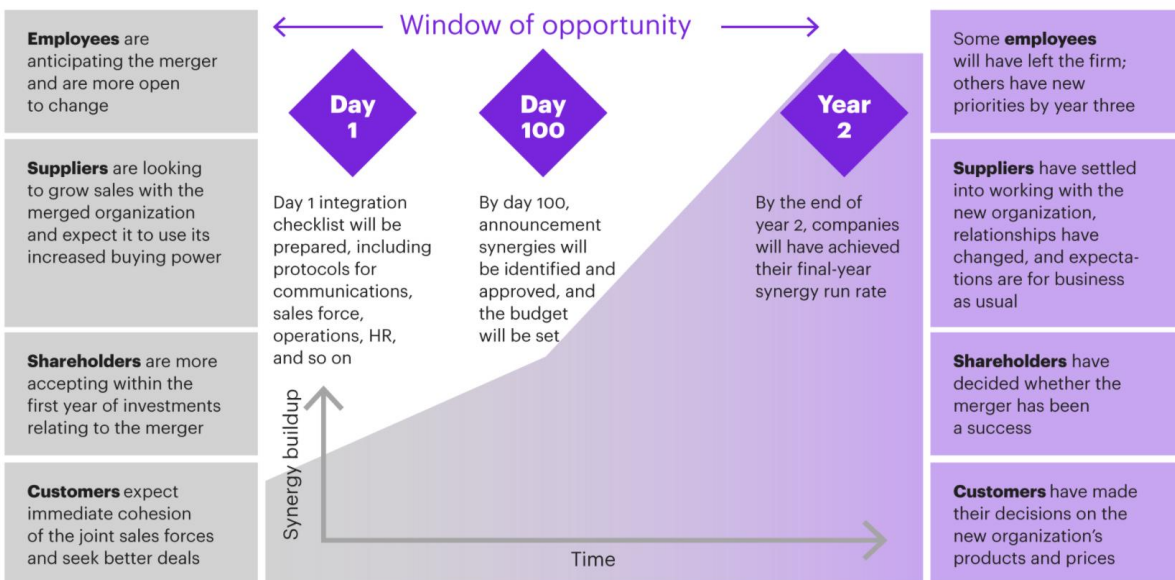 Window of opportunity
Employees are
anticipating the merger
and are more open
to change
Suppliers are looking
to grow sales with the
merged organization
and expect it to use its
increased buying power
Shareholders are more
accepting within the
first year of investments
relating to the merger
Customers expect
immediate cohesion
of the joint sales forces
and seek better deals
Day
1
Day 1 integration
checklist will be
prepared, including
protocols for
communications,
sales force,
operations, HR,
and so on
Day
100
By day 100,
announcement
synergies will
be identified and
approved, and
the budget
will be set
Year
2
By the end of
year 2, companies
will have achieved
their final-year
synergy run rate
Synergy buildup
Time
Some employees
will have left the firm;
others have new
priorities by year three
Suppliers have settled
into working with the
new organization,
relationships have
changed, and expecta-
tions are for business
as usual
Shareholders have
decided whether the
merger has been
a success
Customers have made
their decisions on the
new organization's
products and prices